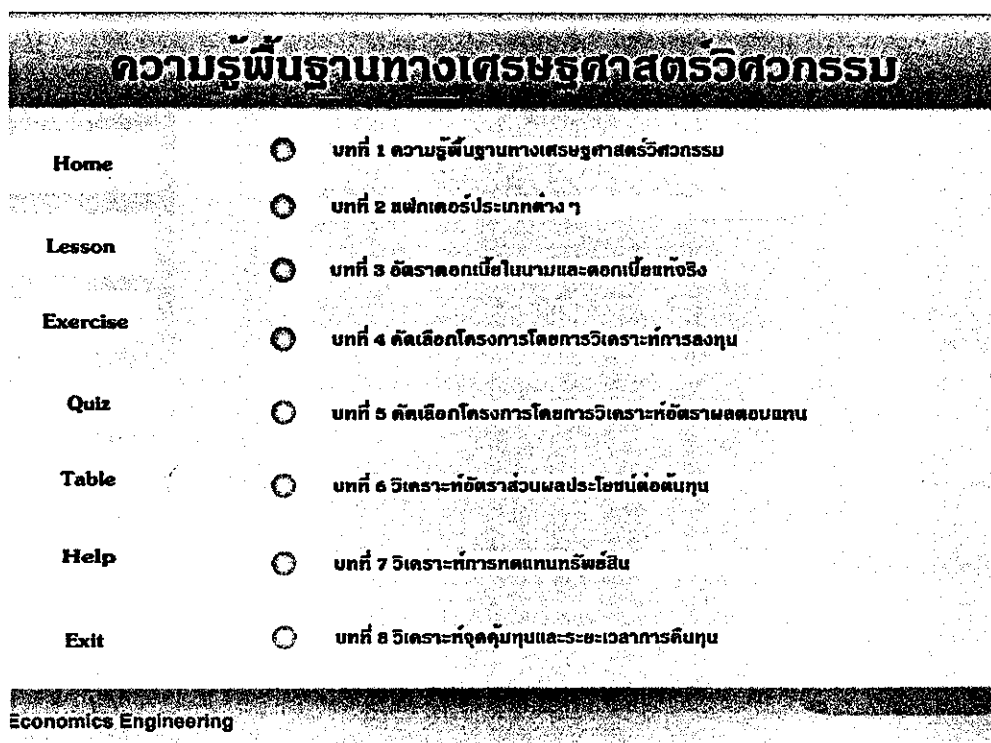 ความรู้พื้นฐานทางเศรษฐศาสตร์วิศวกรรม
Home
Lesson
Exercise
Quiz
Table
Help
Exit
บทที่ 1 ความรู้พื้นฐานทางเศรษฐศาสตร์วิศวกรรม
บทที่ 2 แฟกเตอร์ประเภทต่าง ๆ
บทที่ 3 อัตราดอกเบี้ยในนามและดอกเบี้ยแท้จริง
บทที่ 4 คัดเลือกโครงการโดยการวิเคราะห์การลงทุน
บทที่ 5 คัดเลือกโครงการโดยการวิเคราะห์อัตราผลตอบแทน
บทที่ 6 วิเคราะห์อัตราส่วนผลประโยชน์ต่อต้นทุน
บทที่ 7 วิเคราะห์การทดแทนทรัพย์สิน
บทที่ 8 วิเคราะห์จุดคุ้มทุนและระยะเวลาการคืนทุน
Economics Engineering